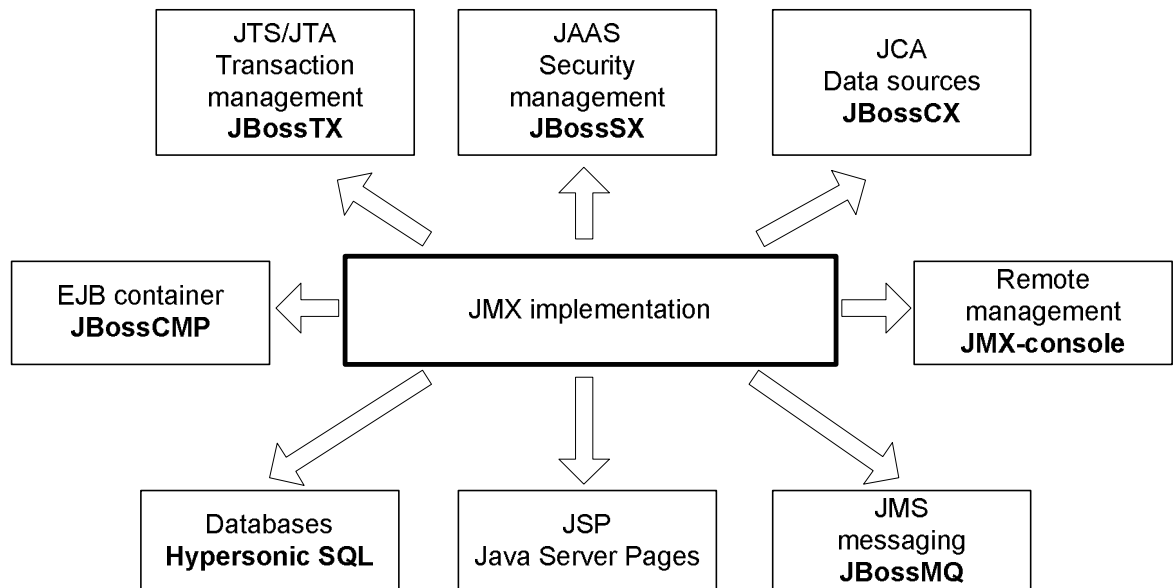 JTS/JTA
Transaction
management
JBossTX
JAAS
Security
management
JBossSX
JCA
Data sources
JBossCX
EJB container
JBossCMP
JMX implementation
Remote
management
JMX-console
Databases
Hypersonic SQL
JSP
Java Server Pages
JMS
messaging
JBossMQ